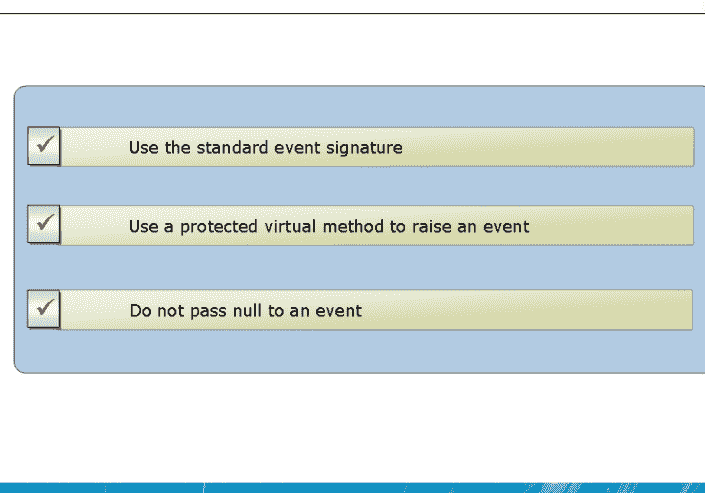 Use the standard event signature
Use a protected virtual method to raise an event
Do not pass null to an event